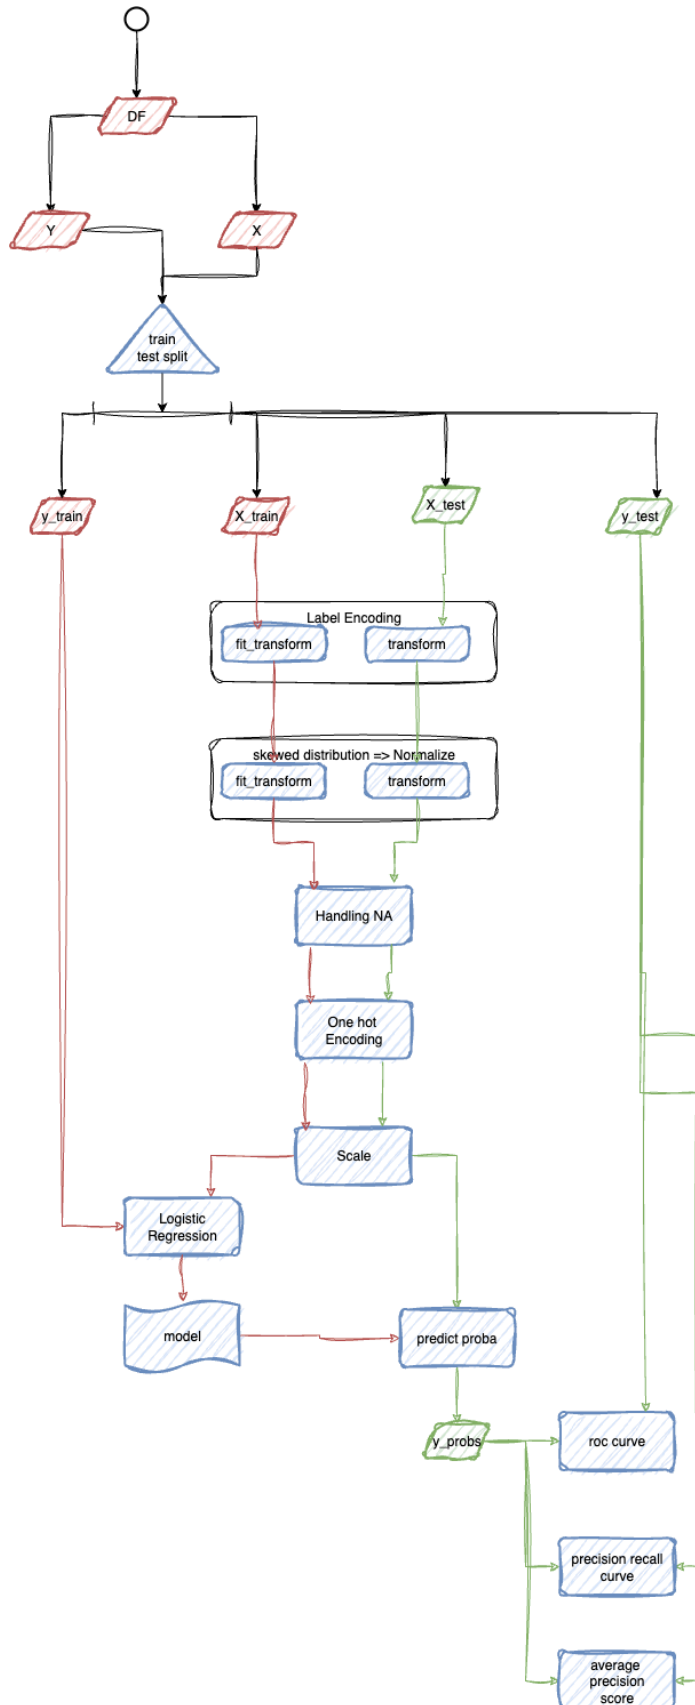 DF
Y
X
train
test split
y_train
X_train
X_test
y_test
Label Encoding
fit_transform
transform
skewed distribution => Normalize
fit_transform
transform
Handling NA
One hot
Encoding
Scale
Logistic
Regression
model
predict proba
y_probs
roc curve
precision recall
curve
average
precision
score